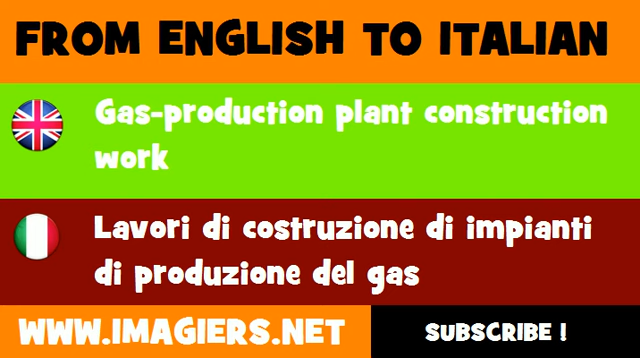 FROM ENGLISH TO ITALIAN
Gas-production plant construction
work
Lavori di costruzione di impianti
di produzione del gas
WWW.IMAGIERS.NET
SUBSCRIBE !